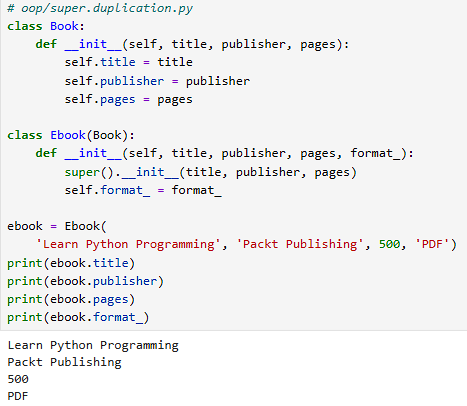 # oop/super.duplication.py
class Book:
    def __init__(self, title, publisher, pages):
        self.title = title
        self.publisher = publisher
        self.pages = pages

class Ebook(Book):
    def __init__(self, title, publisher, pages, format_):
        super().__init__(title, publisher, pages)
        self.format_ = format_

ebook = Ebook(
    'Learn Python Programming', 'Packt Publishing', 500, 'PDF')
print(ebook.title)
print(ebook.publisher)
print(ebook.pages)
print(ebook.format_)
Learn Python Programming
Packt Publishing
500
PDF